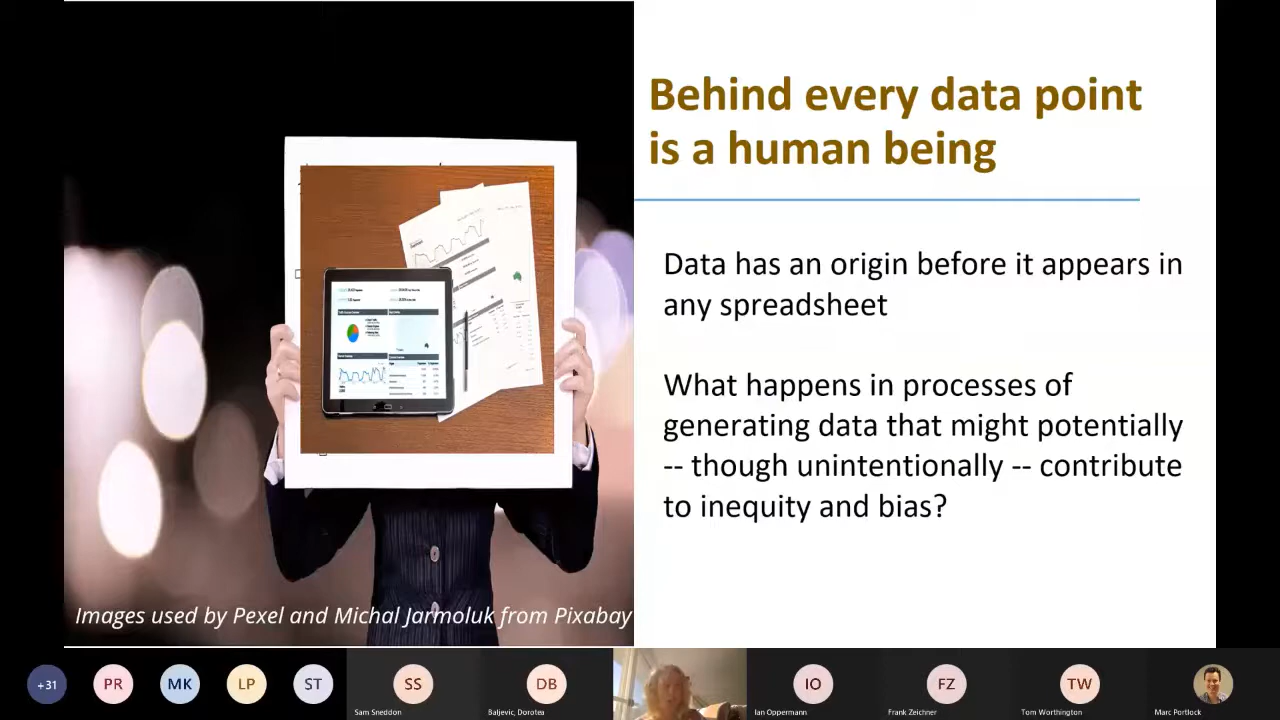 Behind every data point
is a human being
Data has an origin before it appears in
any spreadsheet
What happens in processes of
generating data that might potentially
-- though unintentionally -- contribute
to inequity and bias?
Images used by Pexel and Michal Jarmoluk from Pixabay
+31
PR
MK
LP
ST
SS
Sam Sneddon
DB
Baljevic, Dorotea
IO
Ian Oppermann
FZ
Frank Zeichner
TW
Tom Worthington
Marc Portlock